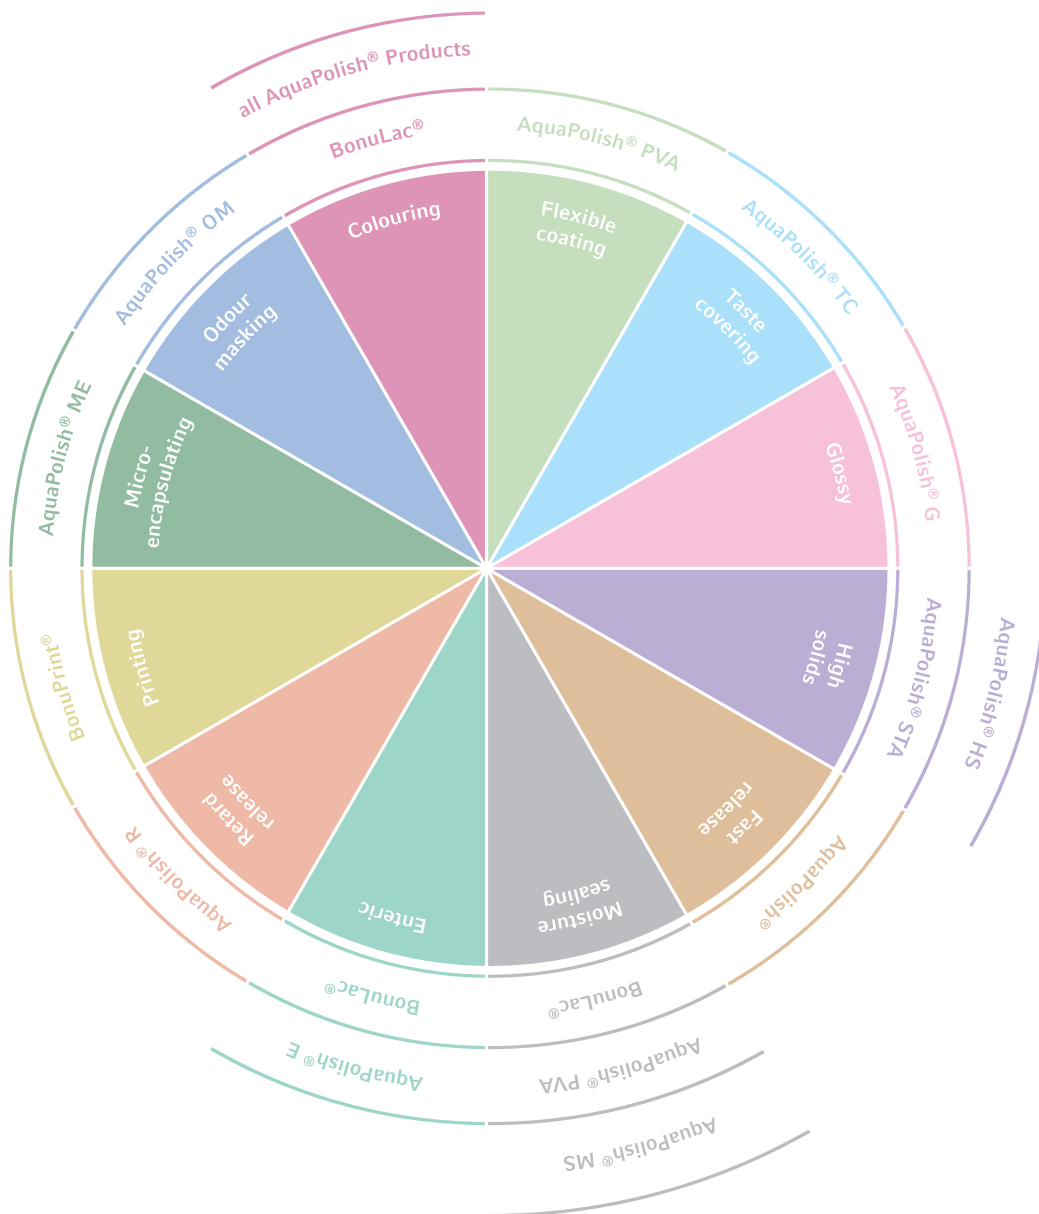 all AquaPolish® Products
BonuLac®
Colouring
AquaPolish® PVA
Flexible
coating
AquaPolish® TC
Taste
covering
AquaPolish® G
Glossy
AquaPolish® HS
AquaPolish® STA
High
solids
AquaPolish®
Fast
release
Moisture
sealing
BonuLac®
AquaPolish® PVA
AquaPolish® MS
Enteric
BonuLac®
AquaPolish® E
Retard
release
AquaPolish® R
Printing
BonuPrint®
Micro-
encapsulating
AquaPolish® ME
Odour
masking
AquaPolish® OM